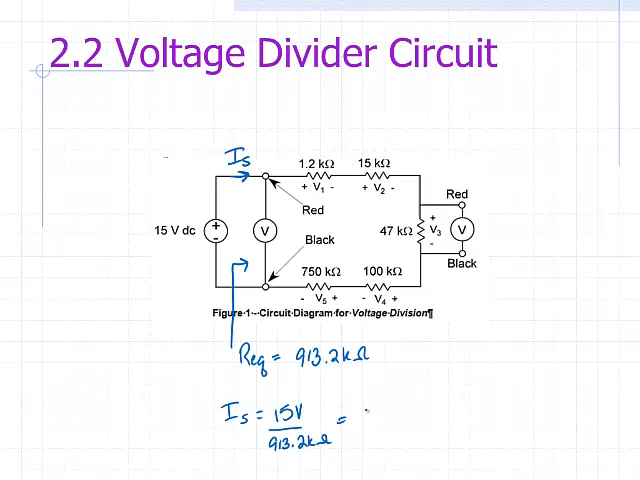 2.2 Voltage Divider Circuit
Is
1.2 kΩ 15 kΩ
+ V1 - + V2 -
Red
Red
15 V dc + - V
47 kΩ + V3 - V
Black
Black
750 kΩ 100 kΩ
- V5 + - V4 +
Figure·1·-·Circuit·Diagram·for·Voltage·Division¶
Req = 913.2kΩ
Is = 15V =
913.2kΩ